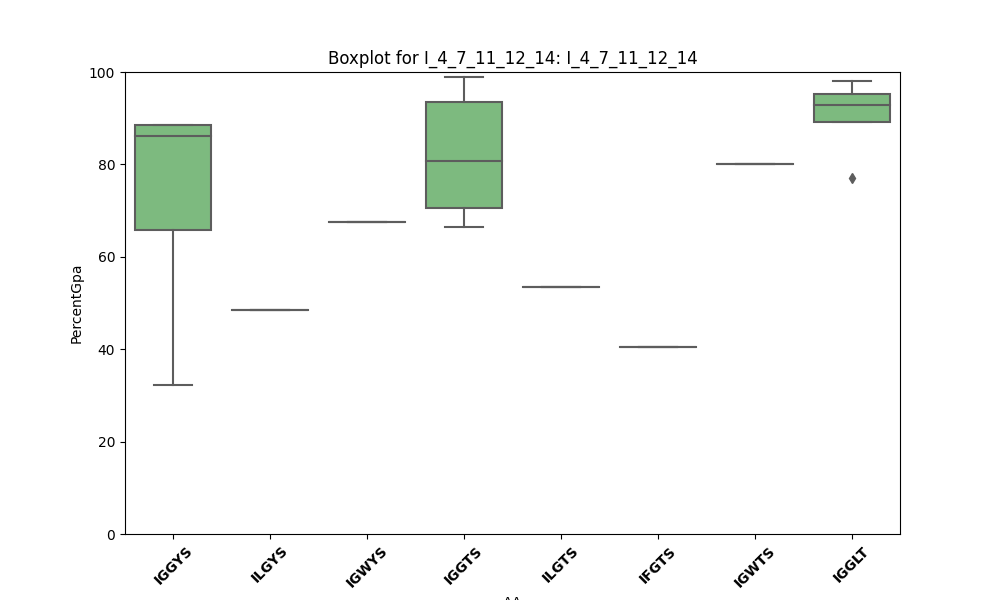 Boxplot for I_4_7_11_12_14: I_4_7_11_12_14
100
80
60
40
20
0
PercentGpa
IGGYS
ILGYS
IGWYS
IGGTS
ILGTS
IFGTS
IGWTS
IGGLT